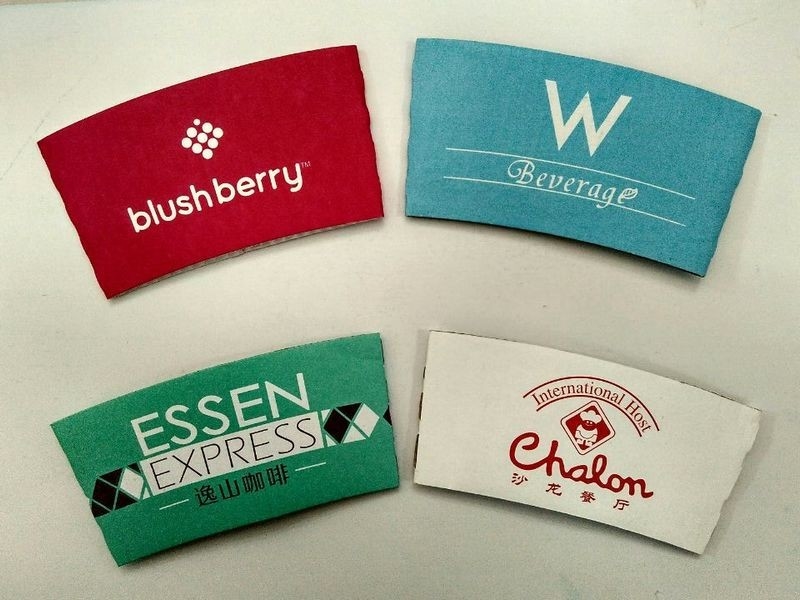 blushberry™
W
Beverage
ESSEN
EXPRESS
逸山咖啡
International Host
Chalon
沙龙餐厅